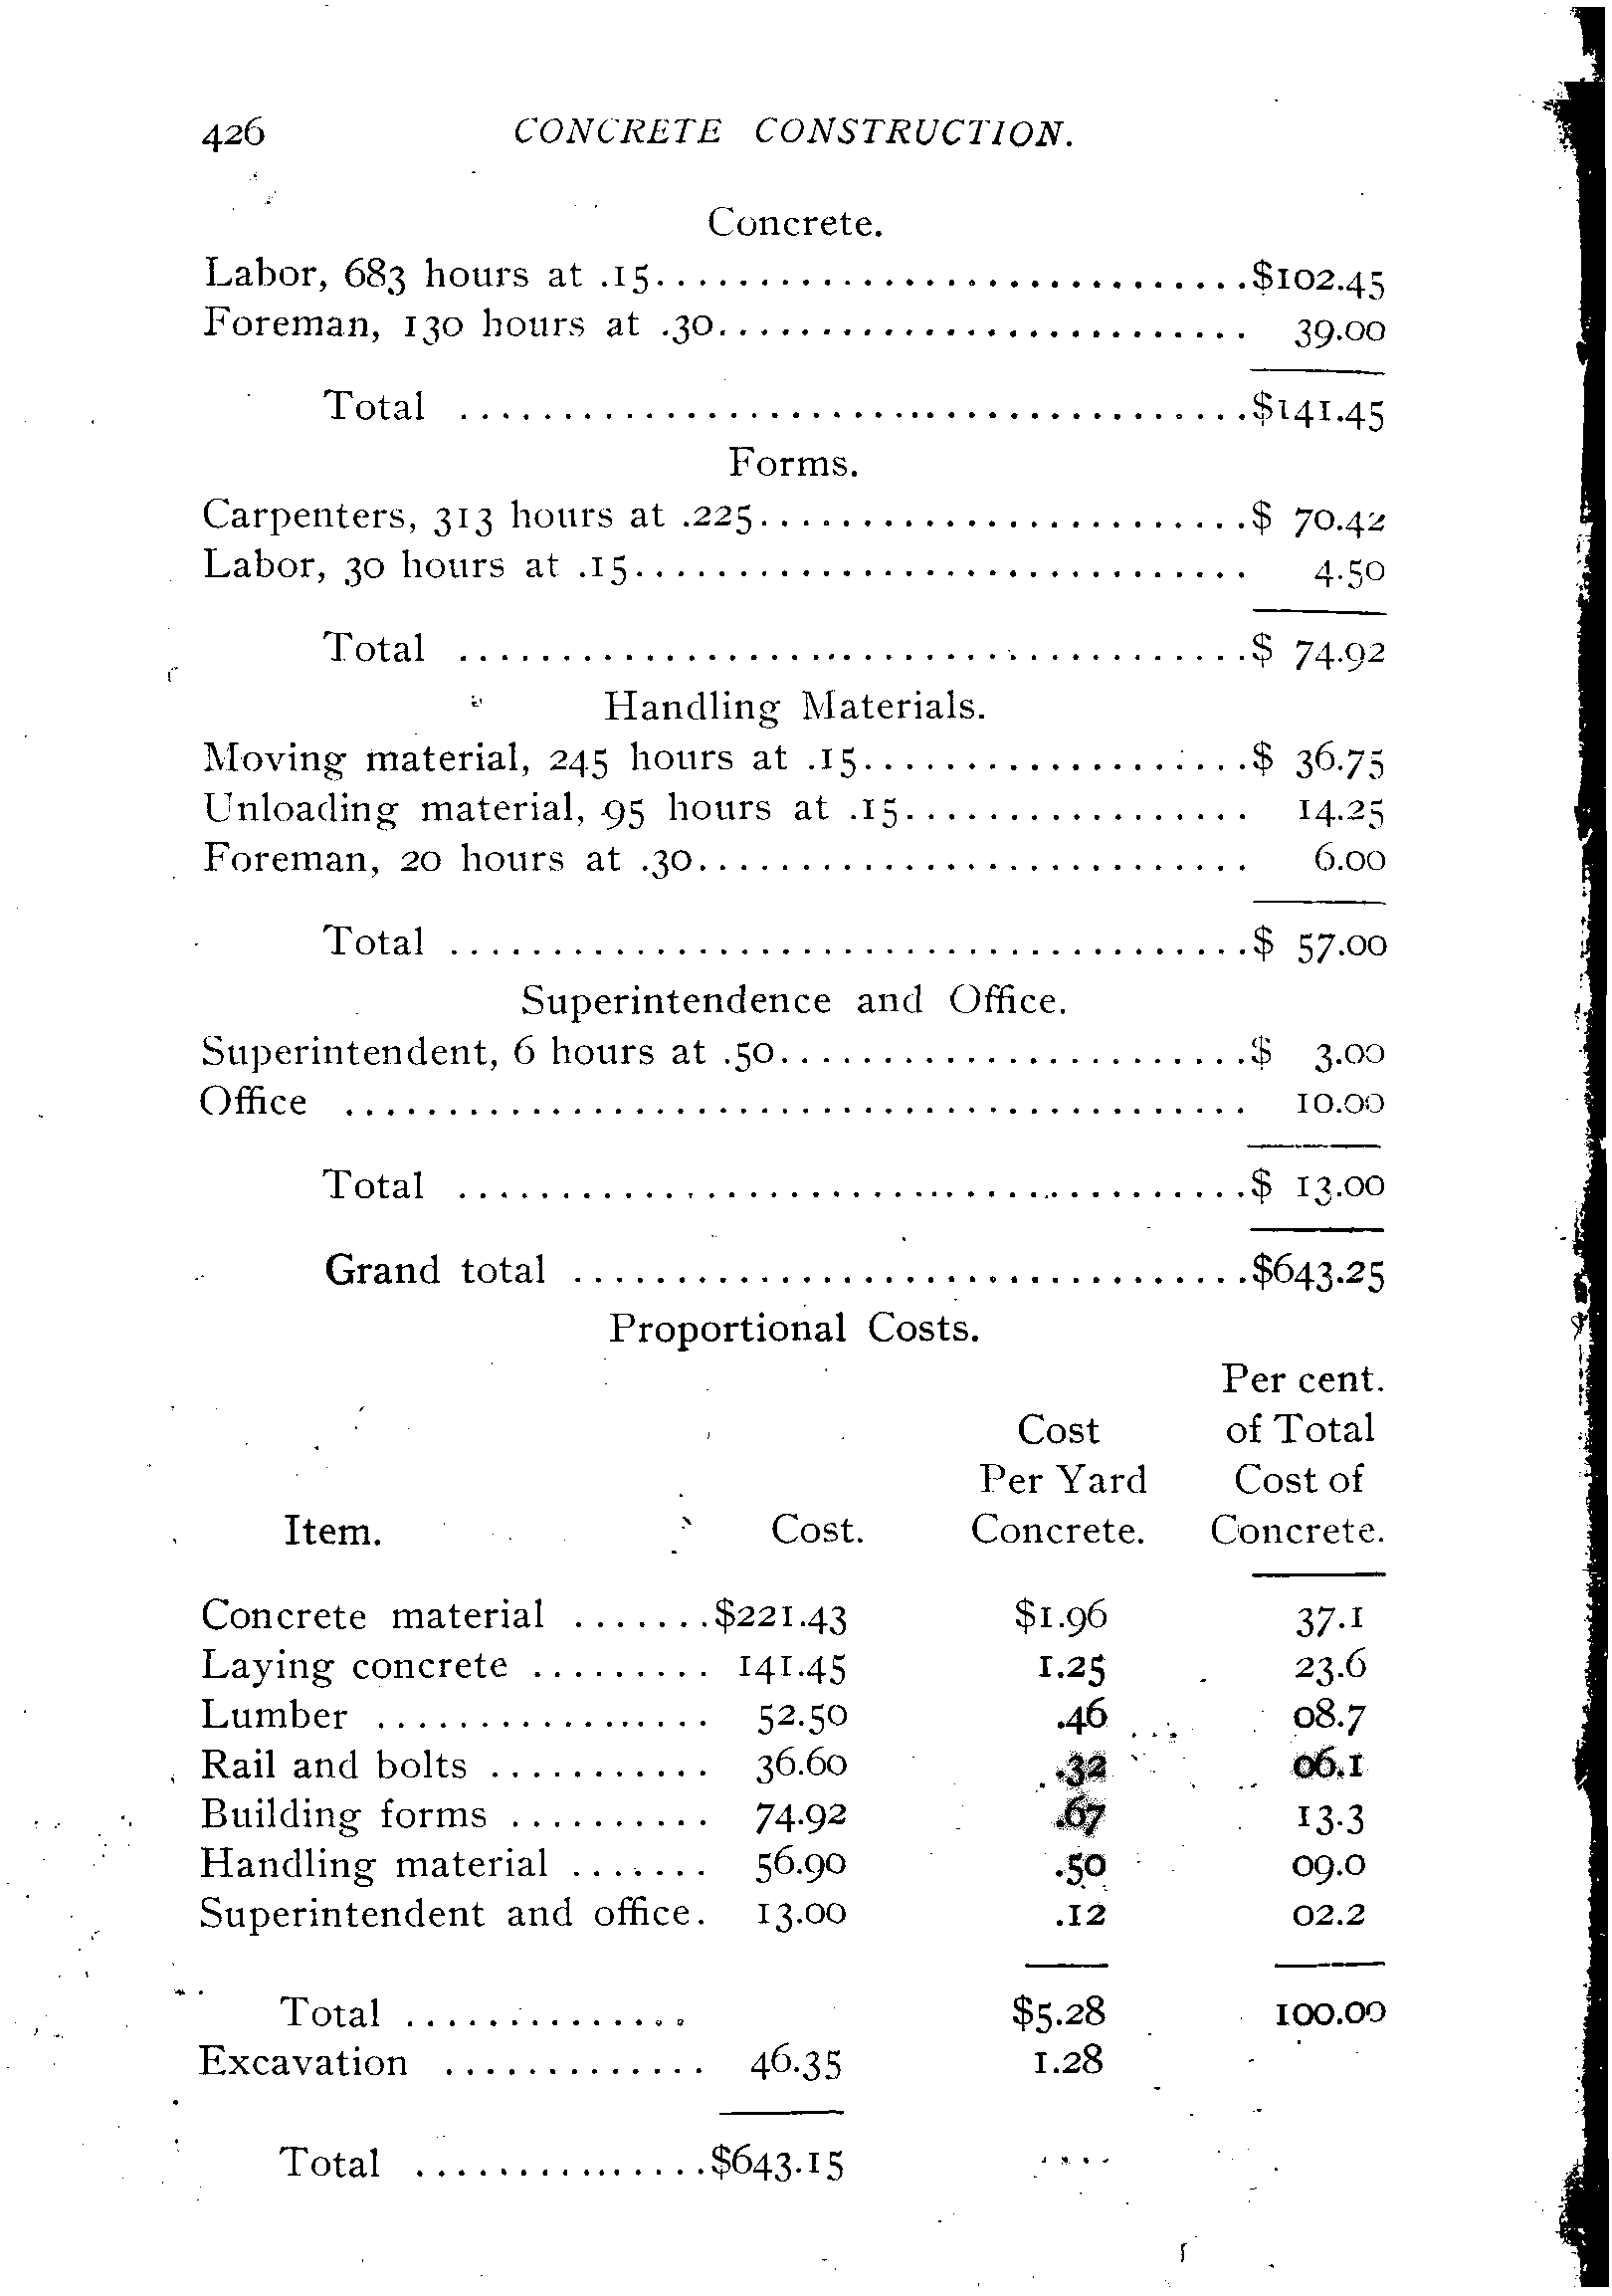 426 CONCRETE CONSTRUCTION.
Concrete.
Labor, 683 hours at .15.............................$102.45
Foreman, 130 hours at .30.......................... 39.00
Total ......................................$141.45
Forms.
Carpenters, 313 hours at .225........................$ 70.42
Labor, 30 hours at .15.............................. 4.50
Total ......................................$ 74.92
Handling Materials.
Moving material, 245 hours at .15...................$ 36.75
Unloading material, 95 hours at .15................. 14.25
Foreman, 20 hours at .30........................... 6.00
Total .......................................$ 57.00
Superintendence and Office.
Superintendent, 6 hours at .50.......................$ 3.00
Office ............................................ 10.00
Total ......................................$ 13.00
Grand total .................................$643.25
Proportional Costs.
Per cent.
Cost of Total
Per Yard Cost of
Item. Cost. Concrete. Concrete.
Concrete material .......$221.43 $1.96 37.1
Laying concrete ......... 141.45 1.25 23.6
Lumber ................. 52.50 .46 08.7
Rail and bolts ........... 36.60 .32 06.1
Building forms .......... 74.92 .67 13.3
Handling material ....... 56.90 .50 09.0
Superintendent and office. 13.00 .12 02.2
Total .............. $5.28 100.00
Excavation ............. 46.35 1.28
Total ...............$643.15 ....